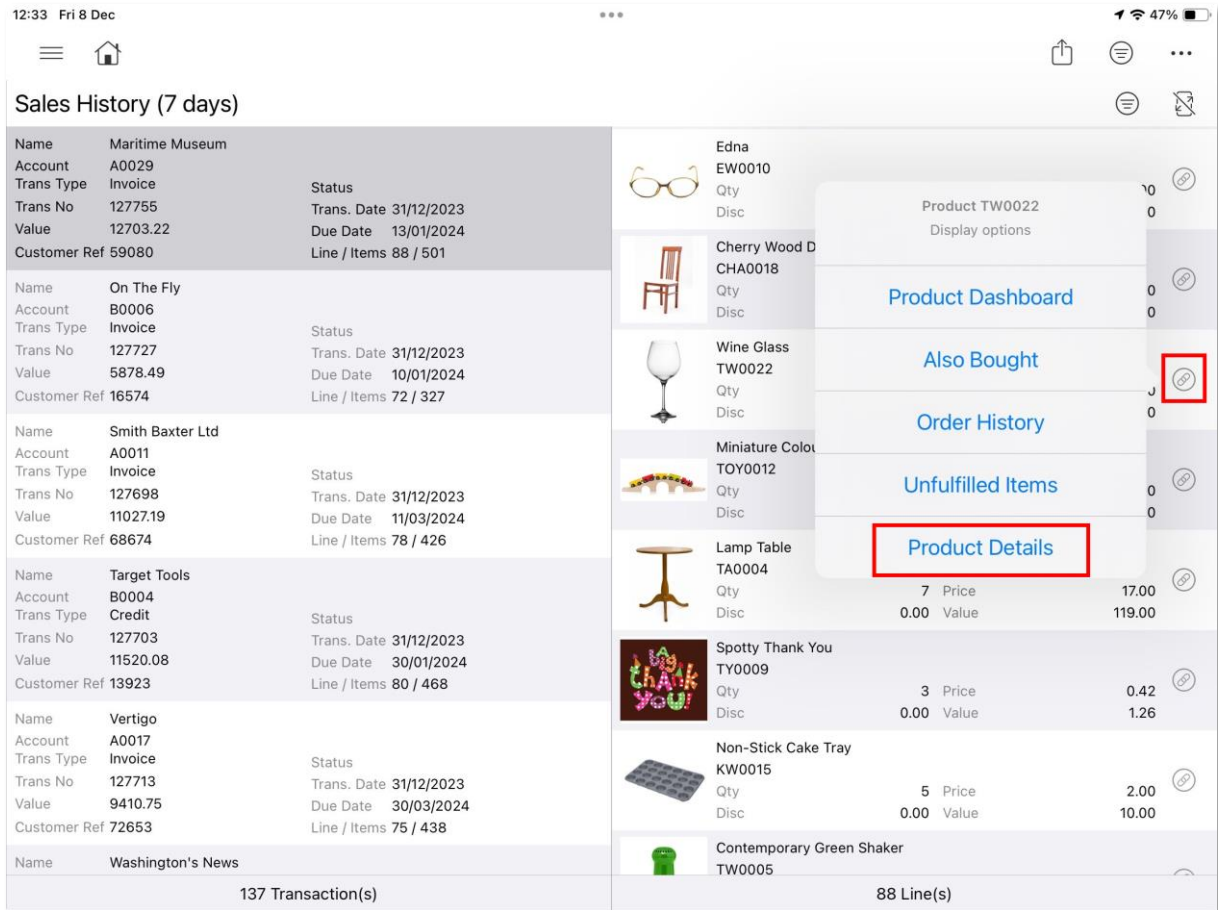 12:33 Fri 8 Dec
47%
Sales History (7 days)
Name Maritime Museum
Account A0029
Trans Type Invoice Status
Trans No 127755 Trans. Date 31/12/2023
Value 12703.22 Due Date 13/01/2024
Customer Ref 59080 Line / Items 88 / 501
Name On The Fly
Account B0006
Trans Type Invoice Status
Trans No 127727 Trans. Date 31/12/2023
Value 5878.49 Due Date 10/01/2024
Customer Ref 16574 Line / Items 72 / 327
Name Smith Baxter Ltd
Account A0011
Trans Type Invoice Status
Trans No 127698 Trans. Date 31/12/2023
Value 11027.19 Due Date 11/03/2024
Customer Ref 68674 Line / Items 78 / 426
Name Target Tools
Account B0004
Trans Type Credit Status
Trans No 127703 Trans. Date 31/12/2023
Value 11520.08 Due Date 30/01/2024
Customer Ref 13923 Line / Items 80 / 468
Name Vertigo
Account A0017
Trans Type Invoice Status
Trans No 127713 Trans. Date 31/12/2023
Value 9410.75 Due Date 30/03/2024
Customer Ref 72653 Line / Items 75 / 438
Name Washington's News
137 Transaction(s)
Edna
EW0010
Qty
Disc
Cherry Wood D
CHA0018
Qty
Disc
Wine Glass
TW0022
Qty
Disc
Miniature Colou
TOY0012
Qty
Disc
Product TW0022
Display options
Product Dashboard
Also Bought
Order History
Unfulfilled Items
Product Details
Lamp Table
TA0004
Qty 7 Price 17.00
Disc 0.00 Value 119.00
Spotty Thank You
TY0009
Qty 3 Price 0.42
Disc 0.00 Value 1.26
A Big thank you!
Non-Stick Cake Tray
KW0015
Qty 5 Price 2.00
Disc 0.00 Value 10.00
Contemporary Green Shaker
TW0005
88 Line(s)